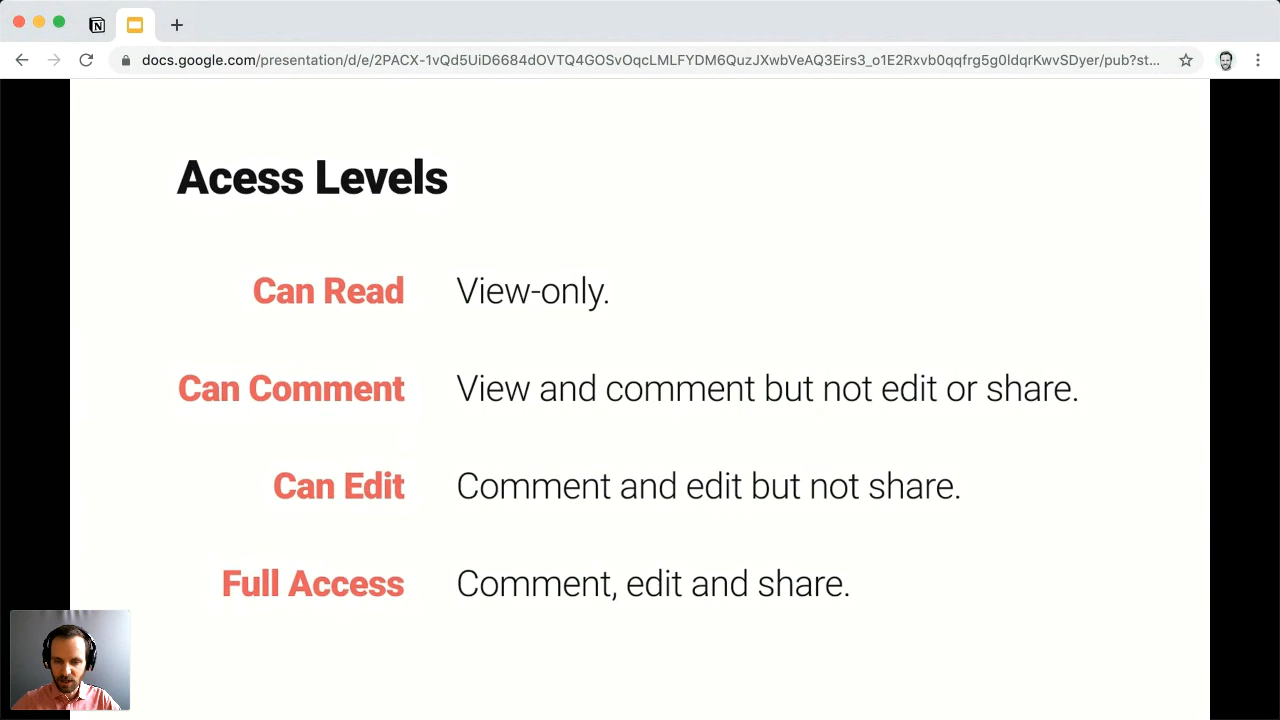 docs.google.com/presentation/d/e/2PACX-1vQd5UiD6684dOVTQ4GOSvOqcLMLFYDM6QuzJXwbVeAQ3Eirs3_o1E2Rxvb0qqfrg5g0ldqrKwvSDyer/pub?st...
Acess Levels
Can Read View-only.
Can Comment View and comment but not edit or share.
Can Edit Comment and edit but not share.
Full Access Comment, edit and share.